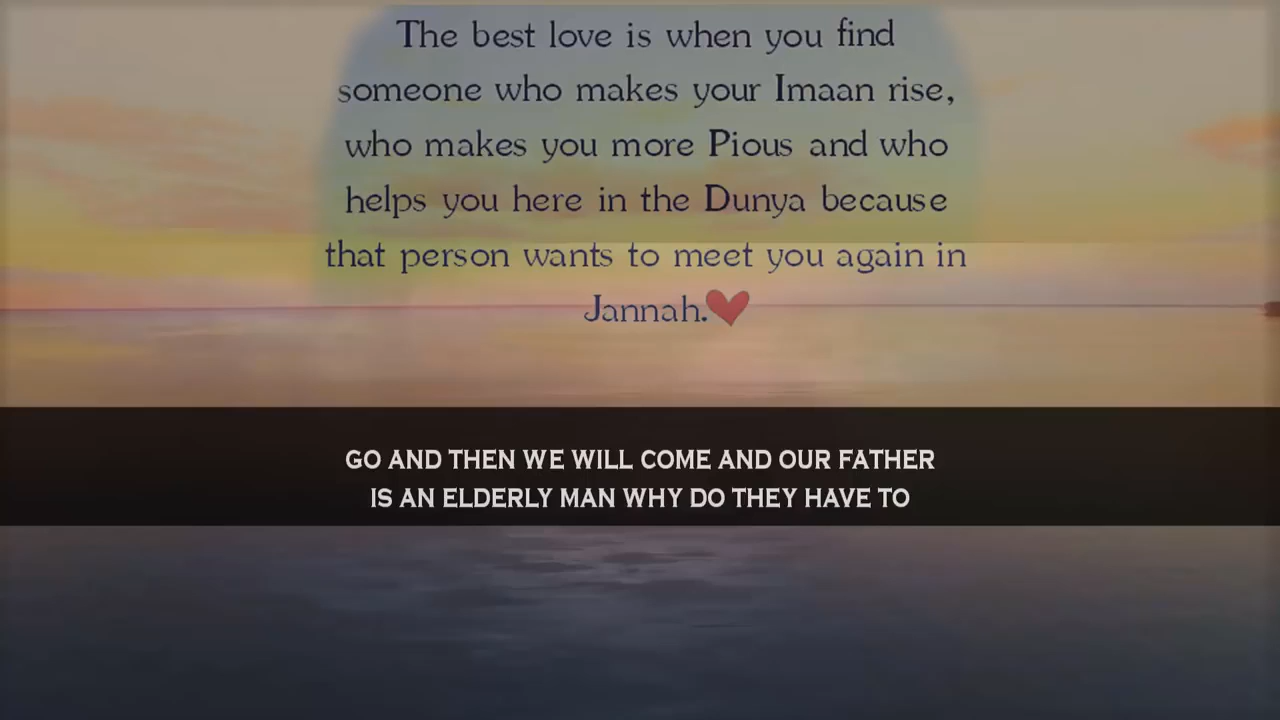 The best love is when you find
someone who makes your Imaan rise,
who makes you more Pious and who
helps you here in the Dunya because
that person wants to meet you again in
Jannah.❤
GO AND THEN WE WILL COME AND OUR FATHER
IS AN ELDERLY MAN WHY DO THEY HAVE TO